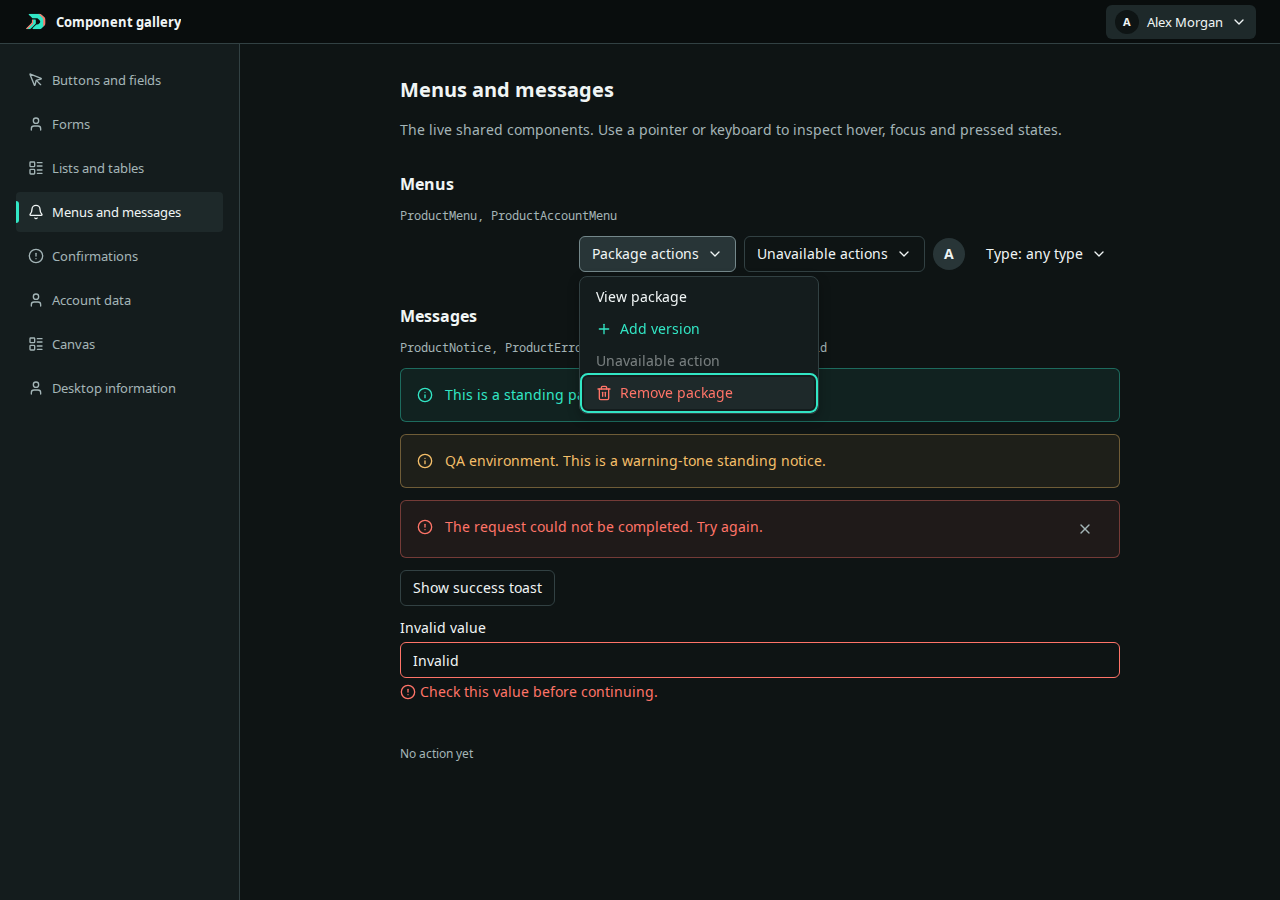 Component gallery
A Alex Morgan
Buttons and fields
Forms
Lists and tables
Menus and messages
Confirmations
Account data
Canvas
Desktop information
Menus and messages
The live shared components. Use a pointer or keyboard to inspect hover, focus and pressed states.
Menus
ProductMenu, ProductAccountMenu
Package actions
Unavailable actions
A
Type: any type
View package
Add version
Unavailable action
Remove package
Messages
ProductNotice,
This is a standing
QA environment. This is a warning-tone standing notice.
The request could not be completed. Try again.
Show success toast
Invalid value
Invalid
Check this value before continuing.
No action yet